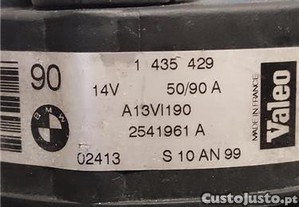 90
1 435 429
14V 50/90 A
BMW
A13VI190
2541961 A
02413 S 10 AN 99
Valeo
MADE IN FRANCE
CustoJusto.pt